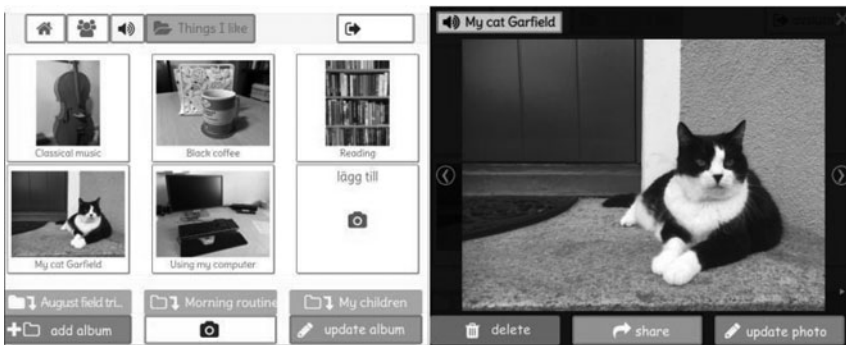 Things I like
Classical music
Black coffee
Reading
lägg till
My cat Garfield
Using my computer
August field tri...
Morning routine
My children
add album
update album
My cat Garfield
delete
share
update photo